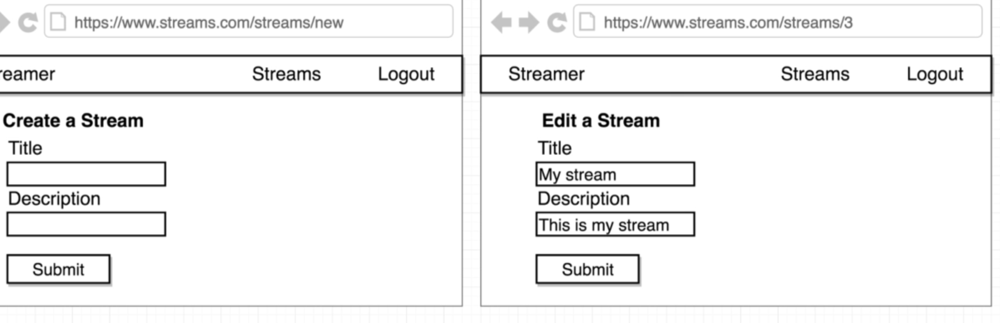 https://www.streams.com/streams/new
reamer Streams Logout
Create a Stream
Title
Description
Submit
https://www.streams.com/streams/3
Streamer Streams Logout
Edit a Stream
Title
My stream
Description
This is my stream
Submit